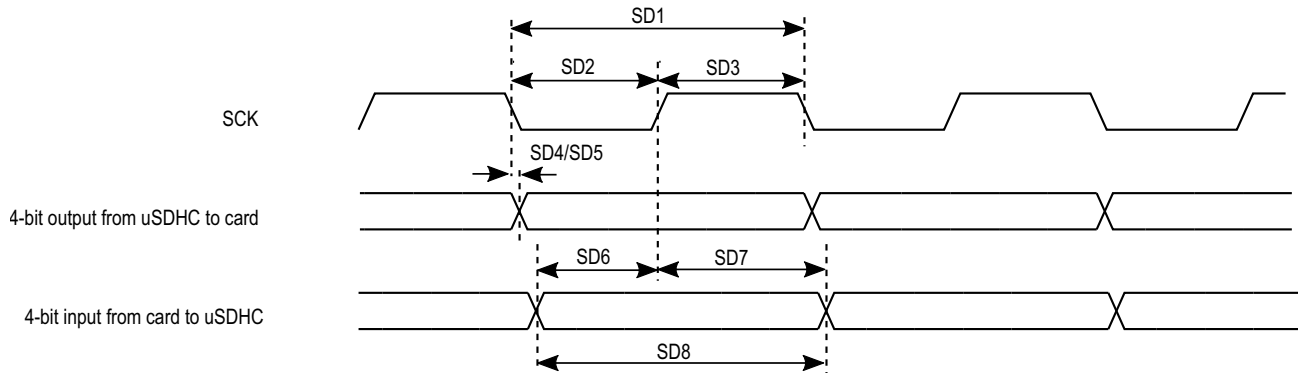 SD1
SD2
SD3
SCK
SD4/SD5
4-bit output from uSDHC to card
SD6
SD7
4-bit input from card to uSDHC
SD8